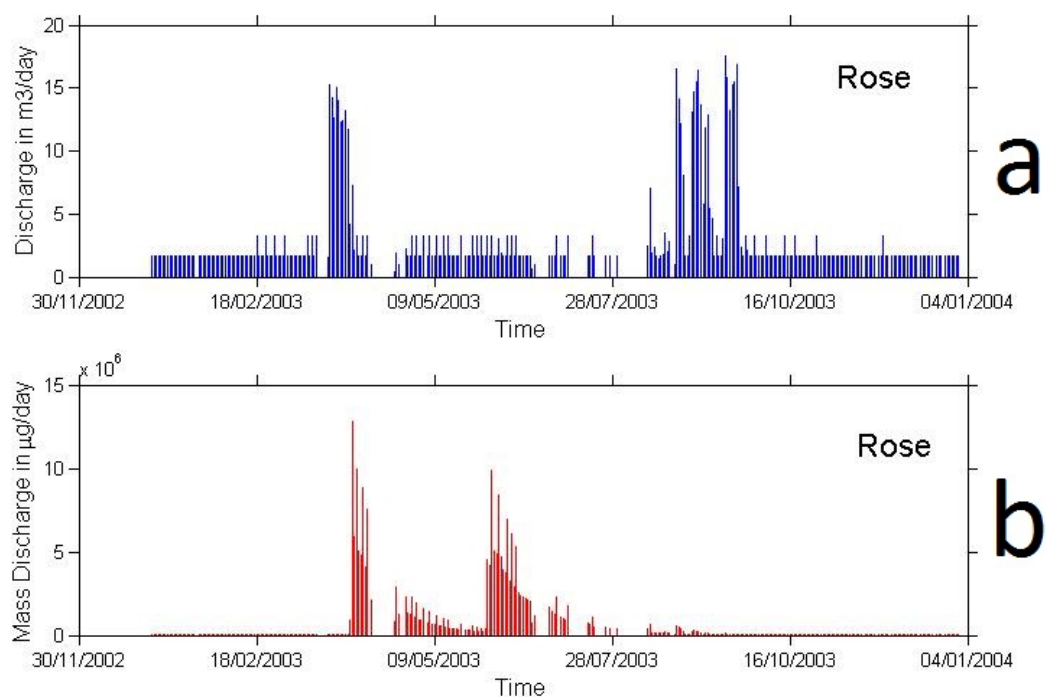 20
15
10
5
0
Discharge in m3/day
Rose
a
30/11/2002 18/02/2003 09/05/2003 28/07/2003 16/10/2003 04/01/2004
Time
x 10^6
15
10
5
0
Mass Discharge in µg/day
Rose
b
30/11/2002 18/02/2003 09/05/2003 28/07/2003 16/10/2003 04/01/2004
Time